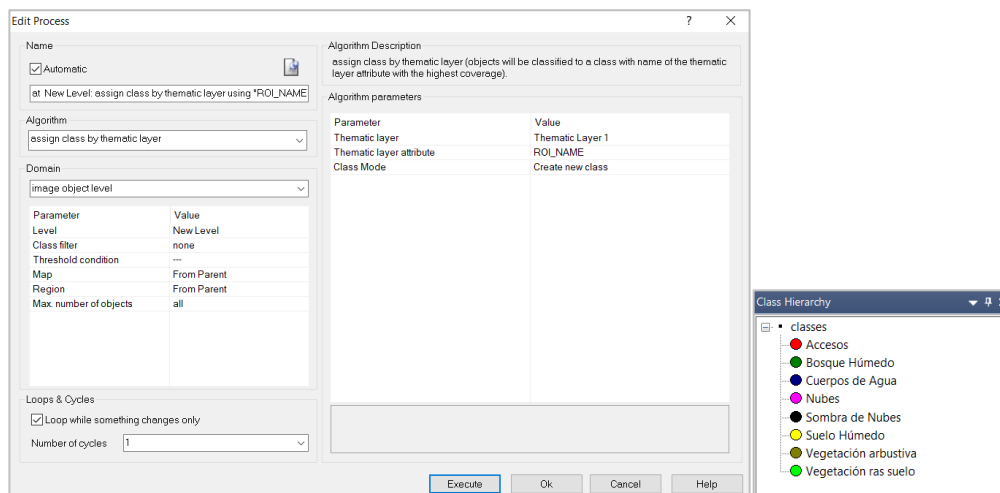 Edit Process
? ×
Name
Automatic
at New Level: assign class by thematic layer using "ROI_NAME
Algorithm
assign class by thematic layer
Domain
image object level
Parameter Value
Level New Level
Class filter none
Threshold condition ---
Map From Parent
Region From Parent
Max. number of objects all
Loops & Cycles
Loop while something changes only
Number of cycles 1
Algorithm Description
assign class by thematic layer (objects will be classified to a class with name of the thematic
layer attribute with the highest coverage).
Algorithm parameters
Parameter Value
Thematic layer Thematic Layer 1
Thematic layer attribute ROI_NAME
Class Mode Create new class
Execute Ok Cancel Help
Class Hierarchy
classes
Accesos
Bosque Húmedo
Cuerpos de Agua
Nubes
Sombra de Nubes
Suelo Húmedo
Vegetación arbustiva
Vegetación ras suelo